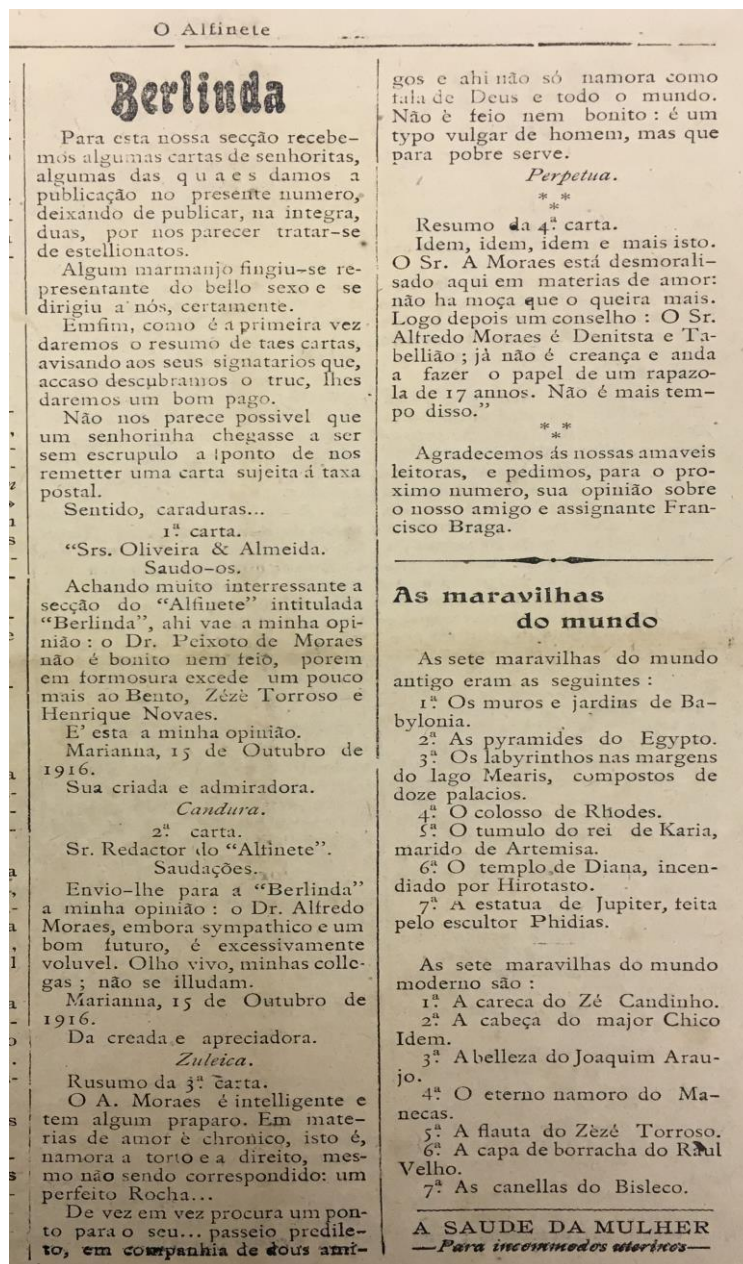 O Alfinete
Berlinda
Para esta nossa secção recebe-
mos algumas cartas de senhoritas,
algumas das quaes damos a
publicação no presente numero,
deixando de publicar, na integra,
duas, por nos parecer tratar-se
de estellionatos.
Algum marmanjo fingiu-se re-
presentante do bello sexo e se
dirigiu a nós, certamente.
Emfim, como é a primeira vez
daremos o resumo de taes cartas,
avisando aos seus signatarios que,
accaso descubramos o truc, lhes
daremos um bom pago.
Não nos parece possivel que
um senhorinha chegasse a ser
sem escrupulo a ponto de nos
remetter uma carta sujeita á taxa
postal.
Sentido, caraduras...
1ª carta.
“Srs. Oliveira & Almeida.
Saudo-os.
Achando muito interressante a
secção do “Alfinete” intitulada
“Berlinda”, ahi vae a minha opi-
nião : o Dr. Peixoto de Moraes
não é bonito nem feio, porem
em formosura excede um pouco
mais ao Bento, Zézè Torroso e
Henrique Novaes.
E’ esta a minha opinião.
Marianna, 15 de Outubro de
1916.
Sua criada e admiradora.
Candura.
2ª carta.
Sr. Redactor do “Alfinete”.
Saudações.
Envio-lhe para a “Berlinda”
a minha opinião : o Dr. Alfredo
Moraes, embora sympathico e um
bom futuro, é excessivamente
voluvel. Olho vivo, minhas colle-
gas ; não se illudam.
Marianna, 15 de Outubro de
1916.
Da creada e apreciadora.
Zuleica.
Rusumo da 3ª carta.
O A. Moraes é intelligente e
tem algum praparo. Em mate-
rias de amor è chronico, isto é,
namora a torto e a direito, mes-
mo não sendo correspondido: um
perfeito Rocha...
De vez em vez procura um pon-
to para o seu... passeio predile-
to, em companhia de dous ami-
gos e ahi não só namora como
fala de Deus e todo o mundo.
Não è feio nem bonito : é um
typo vulgar de homem, mas que
para pobre serve.
Perpetua.
* *
*
Resumo da 4ª carta.
Idem, idem, idem e mais isto.
O Sr. A Moraes está desmorali-
sado aqui em materias de amor:
não ha moça que o queira mais.
Logo depois um conselho : O Sr.
Alfredo Moraes é Denitsta e Ta-
bellião ; já não é creança e anda
a fazer o papel de um rapazo-
la de 17 annos. Não é mais tem-
po disso.”
* *
*
Agradecemos ás nossas amaveis
leitoras, e pedimos, para o pro-
ximo numero, sua opinião sobre
o nosso amigo e assignante Fran-
cisco Braga.
As maravilhas
do mundo
As sete maravilhas do mundo
antigo eram as seguintes :
1ª Os muros e jardins de Ba-
bylonia.
2ª As pyramides do Egypto.
3ª Os labyrinthos nas margens
do lago Mearis, compostos de
doze palacios.
4ª O colosso de Rhodes.
5ª O tumulo do rei de Karia,
marido de Artemisa.
6ª O templo de Diana, incen-
diado por Hirotasto.
7ª A estatua de Jupiter, feita
pelo escultor Phidias.
As sete maravilhas do mundo
moderno são :
1ª A careca do Zé Candinho.
2ª A cabeça do major Chico
Idem.
3ª A belleza do Joaquim Arau-
jo.
4ª O eterno namoro do Ma-
necas.
5ª A flauta do Zèzé Torroso.
6ª A capa de borracha do Raul
Velho.
7ª As canellas do Bisleco.
A SAUDE DA MULHER
—Para incommodos uterinos—